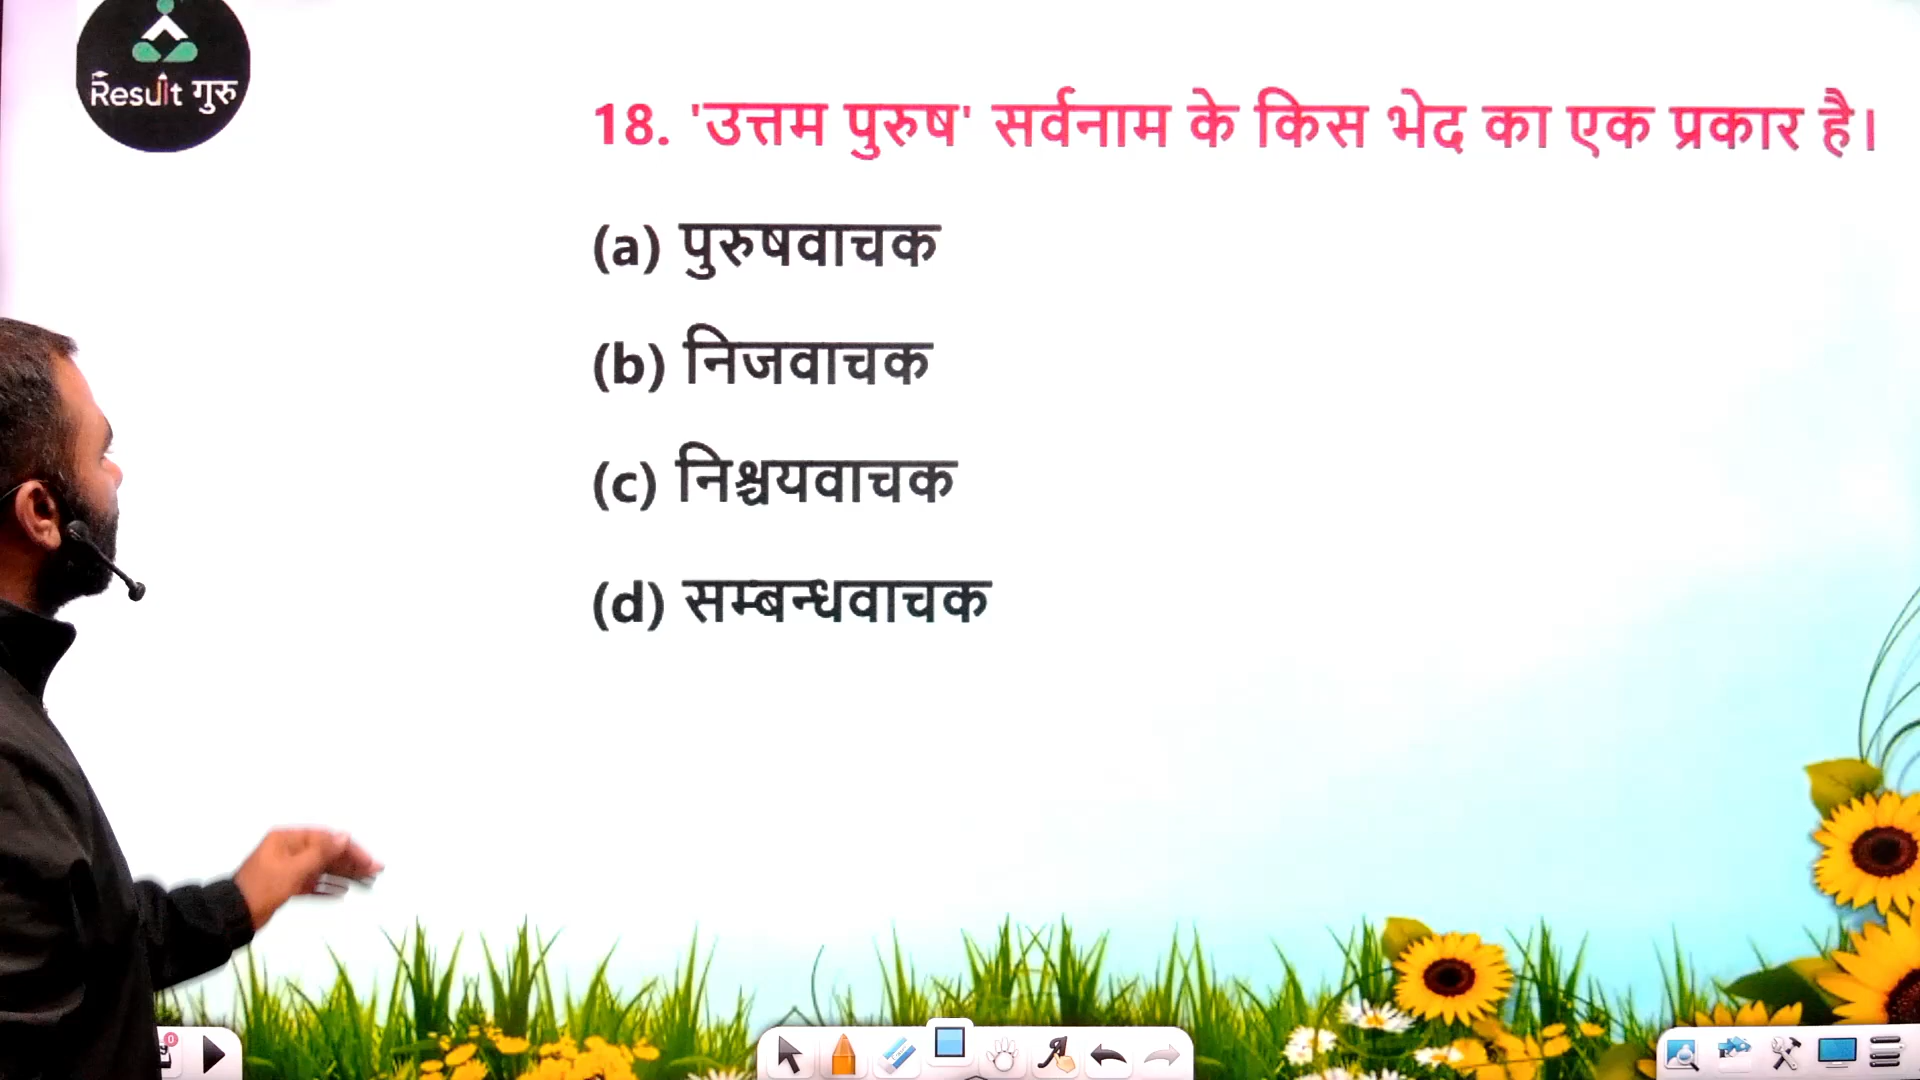 Result गुरु
18. 'उत्तम पुरुष' सर्वनाम के किस भेद का एक प्रकार है।
(a) पुरुषवाचक
(b) निजवाचक
(c) निश्चयवाचक
(d) सम्बन्धवाचक